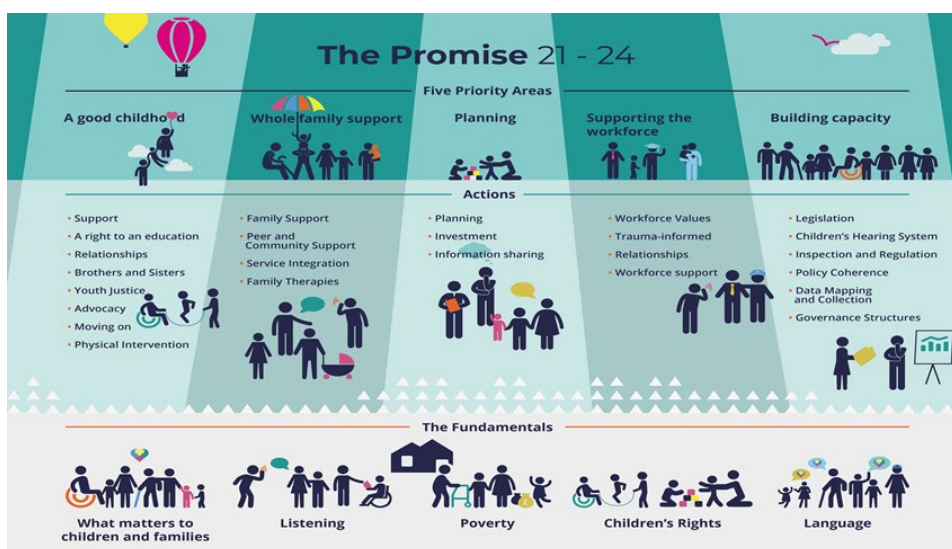 The Promise 21 - 24
Five Priority Areas
A good childhood
Whole family support
Planning
Supporting the
workforce
Building capacity
Actions
• Support
• A right to an education
• Relationships
• Brothers and Sisters
• Youth Justice
• Advocacy
• Moving on
• Physical Intervention
• Family Support
• Peer and
Community Support
• Service Integration
• Family Therapies
• Planning
• Investment
• Information sharing
• Workforce Values
• Trauma-informed
• Relationships
• Workforce support
• Legislation
• Children's Hearing System
• Inspection and Regulation
• Policy Coherence
• Data Mapping
and Collection
• Governance Structures
The Fundamentals
What matters to
children and families
Listening
Poverty
Children's Rights
Language